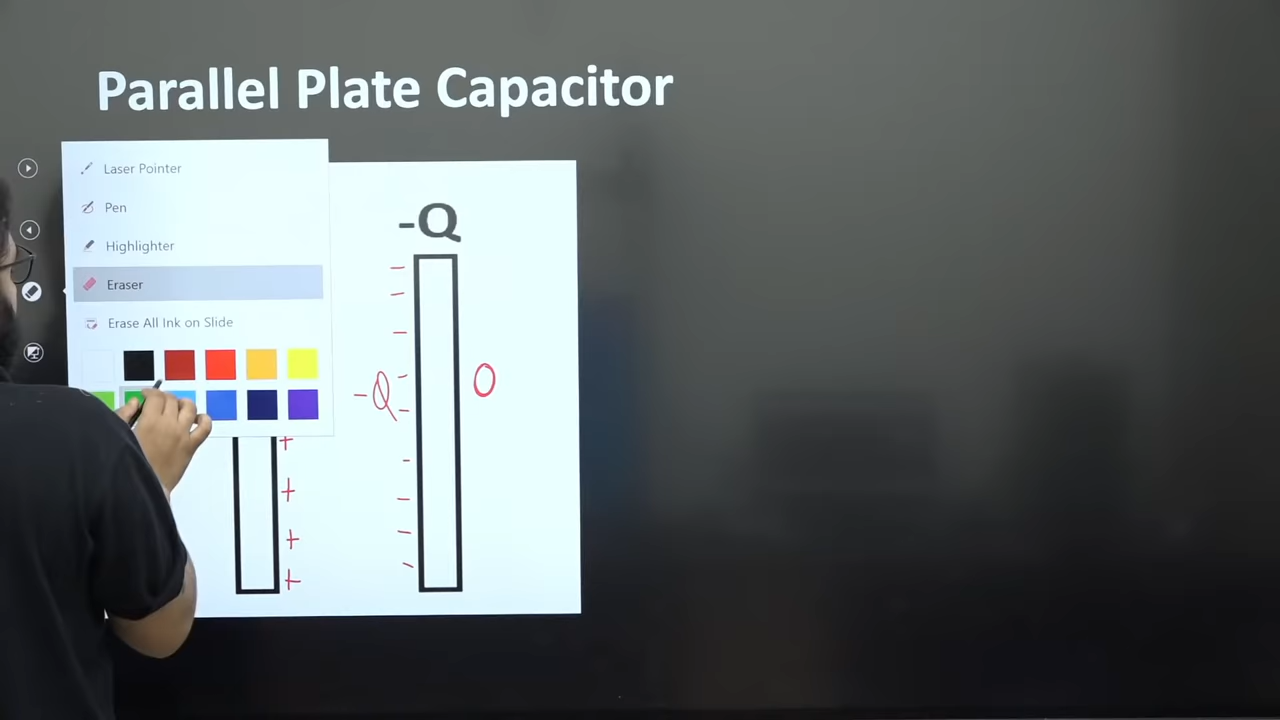 Parallel Plate Capacitor
Laser Pointer
Pen
Highlighter
Eraser
Erase All Ink on Slide
-Q
-Q
0
+
+
+
+